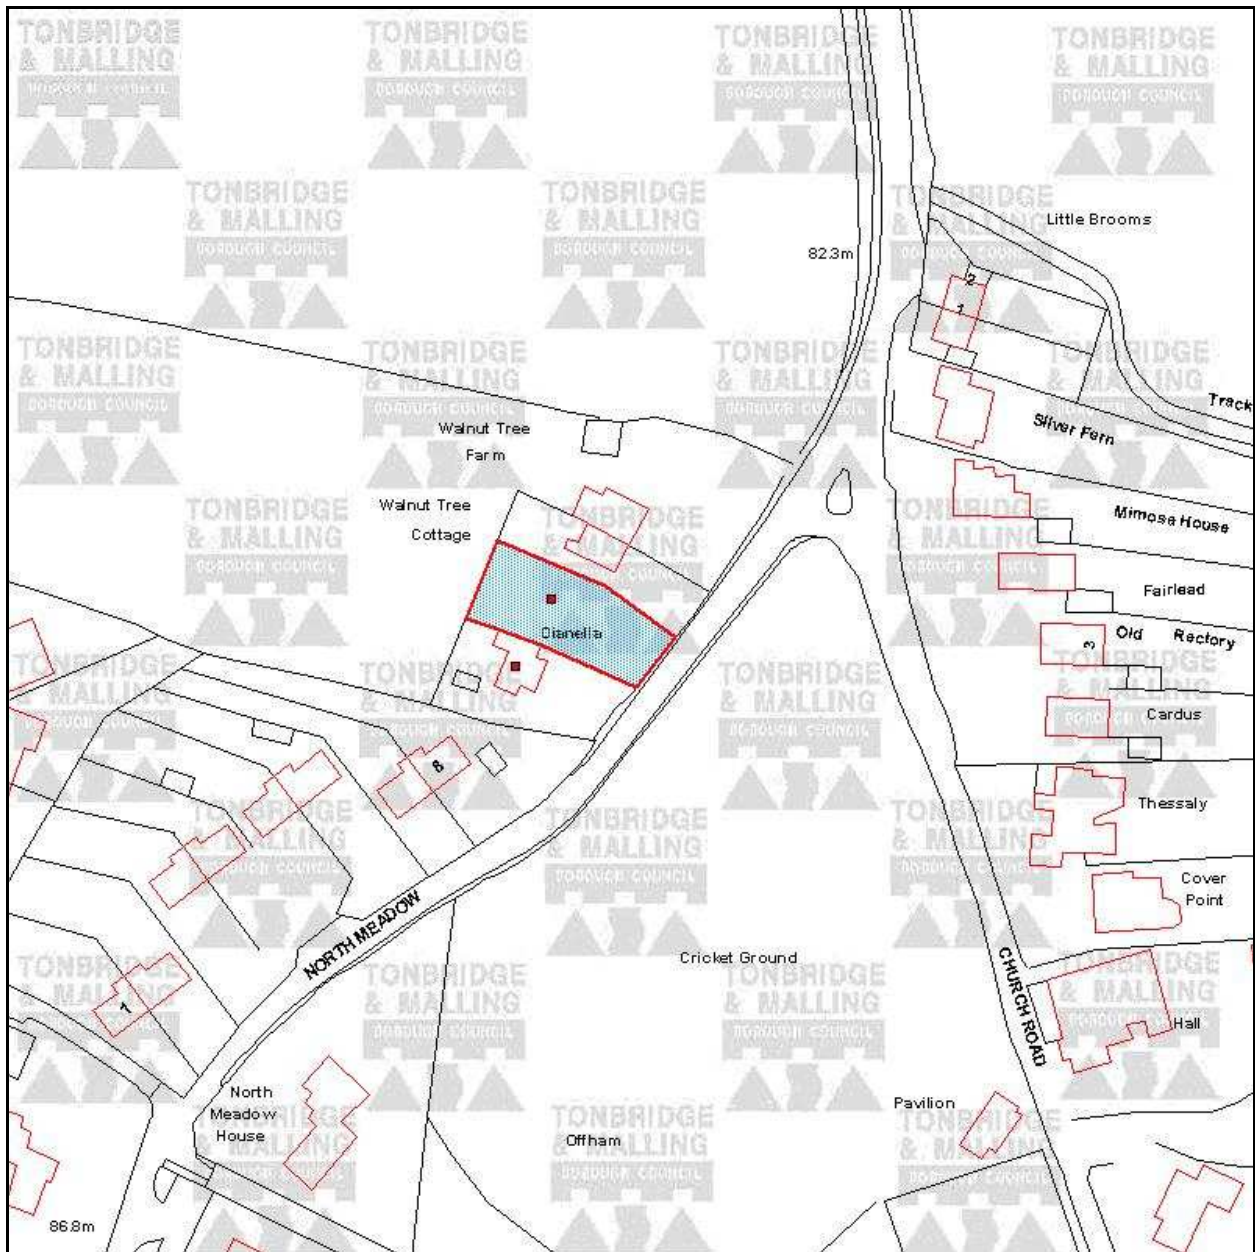 TONBRIDGE
& MALLING
BOROUGH COUNCIL
Little Brooms
82.3m
2
1
Track
Silver Fern
Walnut Tree
Farm
Walnut Tree
Cottage
Mimosa House
Fairlead
Old Rectory
3
Dianella
Cardus
8
Thessaly
Cover
Point
NORTH MEADOW
Cricket Ground
CHURCH ROAD
Hall
1
North
Meadow
House
Pavilion
Offham
86.8m